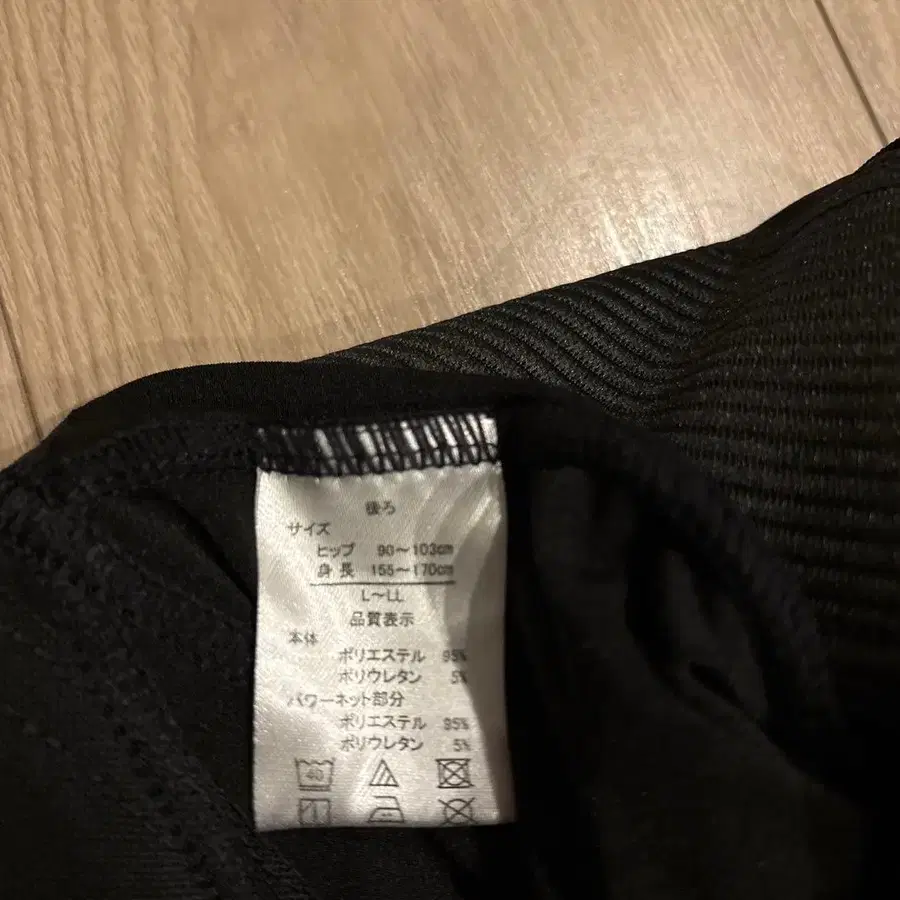 後ろ
サイズ
ヒップ 90〜103cm
身長 155〜170cm
L〜LL
品質表示
本体
ポリエステル 95%
ポリウレタン 5%
パワーネット部分
ポリエステル 95%
ポリウレタン 5%
40